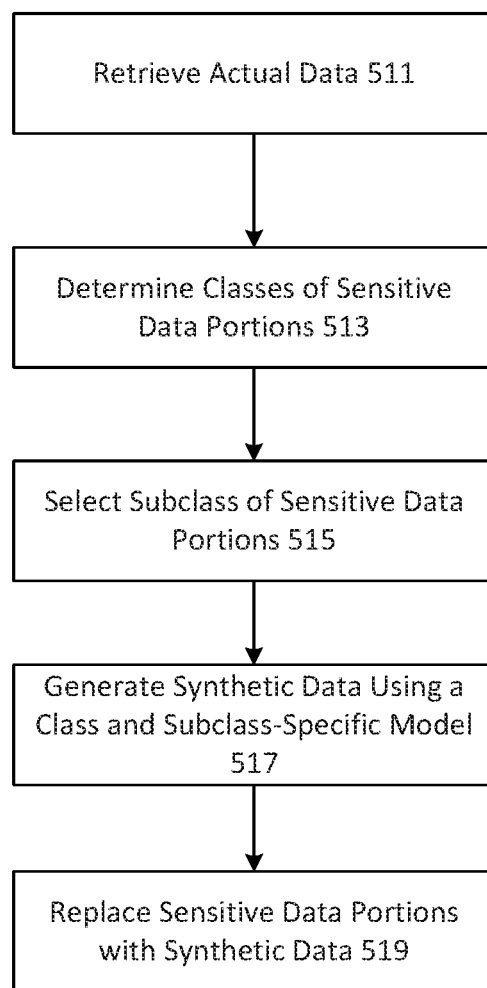 Retrieve Actual Data 511
Determine Classes of Sensitive
Data Portions 513
Select Subclass of Sensitive Data
Portions 515
Generate Synthetic Data Using a
Class and Subclass-Specific Model
517
Replace Sensitive Data Portions
with Synthetic Data 519